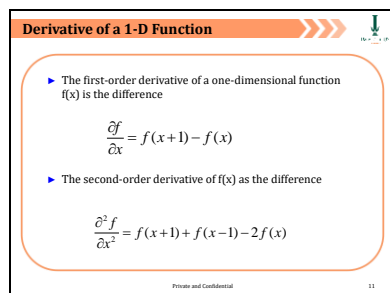 Derivative of a 1-D Function
► The first-order derivative of a one-dimensional function
f(x) is the difference
∂f/∂x = f(x+1) − f(x)
► The second-order derivative of f(x) as the difference
∂²f/∂x² = f(x+1) + f(x−1) − 2f(x)
Private and Confidential
11